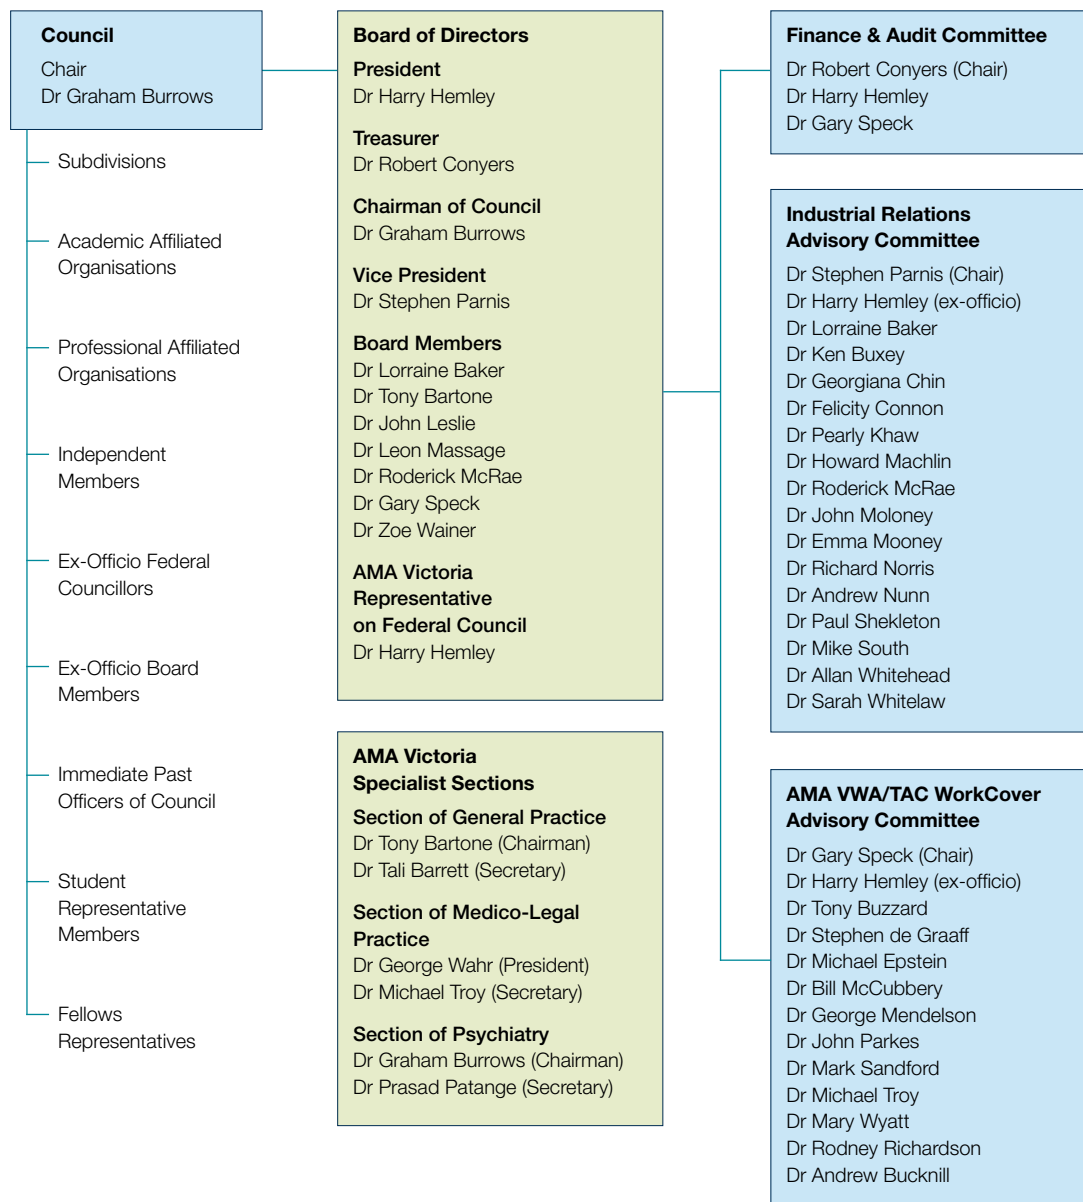 Council
Chair
Dr Graham Burrows
Subdivisions
Academic Affiliated
Organisations
Professional Affiliated
Organisations
Independent
Members
Ex-Officio Federal
Councillors
Ex-Officio Board
Members
Immediate Past
Officers of Council
Student
Representative
Members
Fellows
Representatives
Board of Directors
President
Dr Harry Hemley
Treasurer
Dr Robert Conyers
Chairman of Council
Dr Graham Burrows
Vice President
Dr Stephen Parnis
Board Members
Dr Lorraine Baker
Dr Tony Bartone
Dr John Leslie
Dr Leon Massage
Dr Roderick McRae
Dr Gary Speck
Dr Zoe Wainer
AMA Victoria
Representative
on Federal Council
Dr Harry Hemley
AMA Victoria
Specialist Sections
Section of General Practice
Dr Tony Bartone (Chairman)
Dr Tali Barrett (Secretary)
Section of Medico-Legal
Practice
Dr George Wahr (President)
Dr Michael Troy (Secretary)
Section of Psychiatry
Dr Graham Burrows (Chairman)
Dr Prasad Patange (Secretary)
Finance & Audit Committee
Dr Robert Conyers (Chair)
Dr Harry Hemley
Dr Gary Speck
Industrial Relations
Advisory Committee
Dr Stephen Parnis (Chair)
Dr Harry Hemley (ex-officio)
Dr Lorraine Baker
Dr Ken Buxey
Dr Georgiana Chin
Dr Felicity Connon
Dr Pearly Khaw
Dr Howard Machlin
Dr Roderick McRae
Dr John Moloney
Dr Emma Mooney
Dr Richard Norris
Dr Andrew Nunn
Dr Paul Shekleton
Dr Mike South
Dr Allan Whitehead
Dr Sarah Whitelaw
AMA VWA/TAC WorkCover
Advisory Committee
Dr Gary Speck (Chair)
Dr Harry Hemley (ex-officio)
Dr Tony Buzzard
Dr Stephen de Graaff
Dr Michael Epstein
Dr Bill McCubbery
Dr George Mendelson
Dr John Parkes
Dr Mark Sandford
Dr Michael Troy
Dr Mary Wyatt
Dr Rodney Richardson
Dr Andrew Bucknill